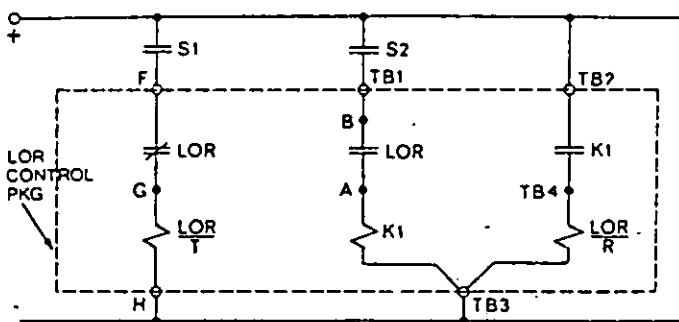 +
S1
S2
F
TB1
TB2
B
LOR
CONTROL
PKG
LOR
LOR
K1
G
A
TB4
LOR
T
K1
LOR
R
H
TB3